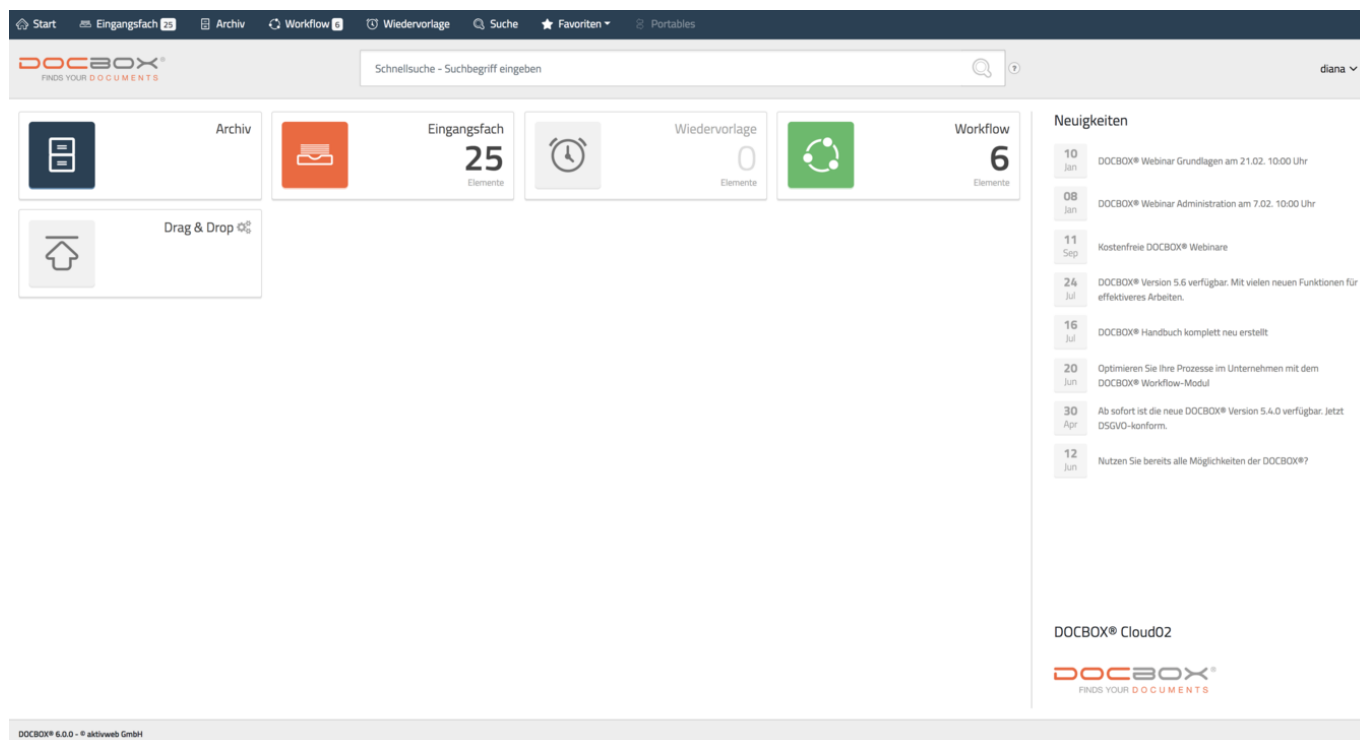 Start Eingangsfach 25 Archiv Workflow 6 Wiedervorlage Suche Favoriten Portables
DOCBOX®
FINDS YOUR DOCUMENTS
Schnellsuche - Suchbegriff eingeben
?
diana
Archiv
Eingangsfach
25
Elemente
Wiedervorlage
0
Elemente
Workflow
6
Elemente
Drag & Drop
Neuigkeiten
10
Jan
DOCBOX® Webinar Grundlagen am 21.02. 10:00 Uhr
08
Jan
DOCBOX® Webinar Administration am 7.02. 10:00 Uhr
11
Sep
Kostenfreie DOCBOX® Webinare
24
Jul
DOCBOX® Version 5.6 verfügbar. Mit vielen neuen Funktionen für
effektiveres Arbeiten.
16
Jul
DOCBOX® Handbuch komplett neu erstellt
20
Jun
Optimieren Sie Ihre Prozesse im Unternehmen mit dem
DOCBOX® Workflow-Modul
30
Apr
Ab sofort ist die neue DOCBOX® Version 5.4.0 verfügbar. Jetzt
DSGVO-konform.
12
Jun
Nutzen Sie bereits alle Möglichkeiten der DOCBOX®?
DOCBOX® Cloud02
DOCBOX®
FINDS YOUR DOCUMENTS
DOCBOX® 6.0.0 - © aktivweb GmbH